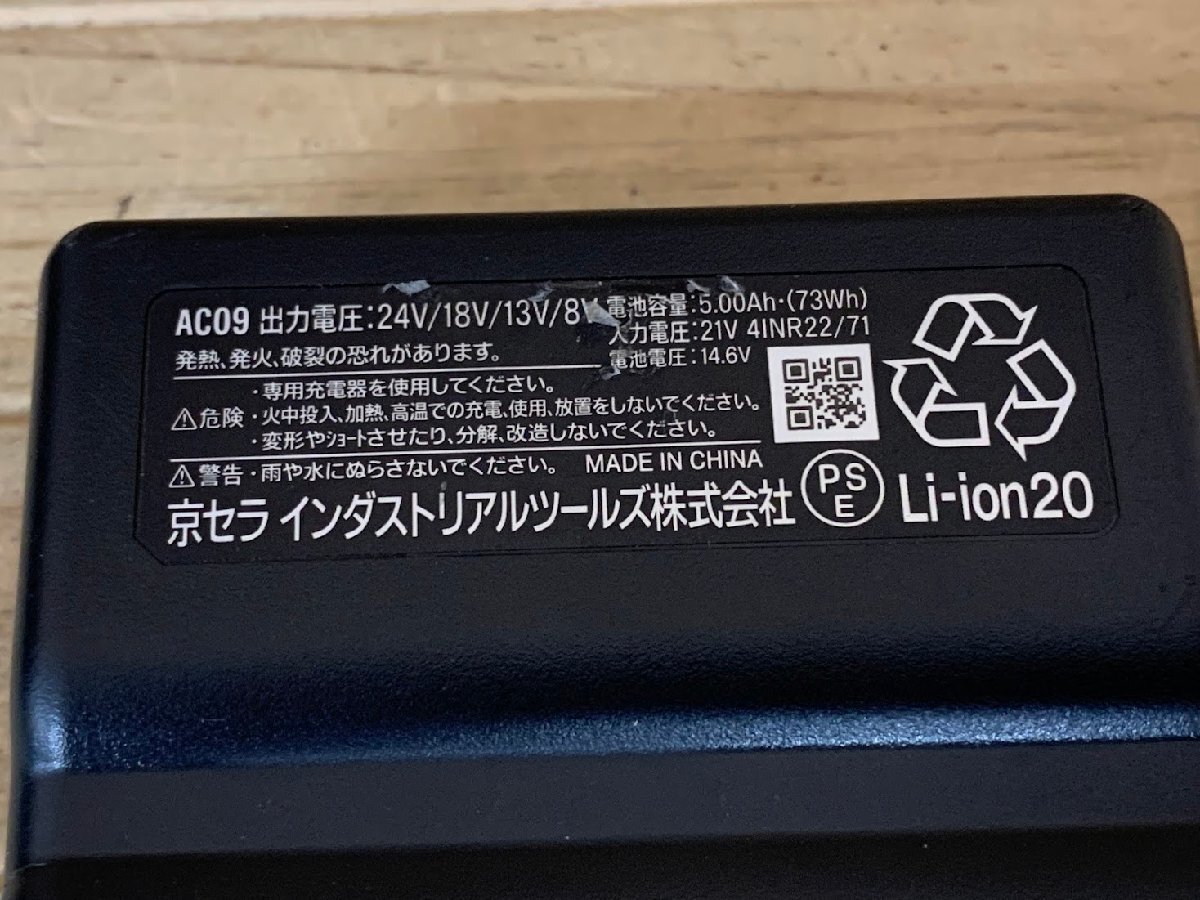 AC09 出力電圧:24V/18V/13V/8V
電池容量:5.00Ah・(73Wh)
入力電圧:21V 4INR22/71
電池電圧:14.6V
発熱、発火、破裂の恐れがあります。
・専用充電器を使用してください。
⚠危険・火中投入、加熱、高温での充電、使用、放置をしないでください。
・変形やショートさせたり、分解、改造しないでください。
⚠警告・雨や水にぬらさないでください。 MADE IN CHINA
京セラ インダストリアルツールズ株式会社
PS
E
Li-ion20